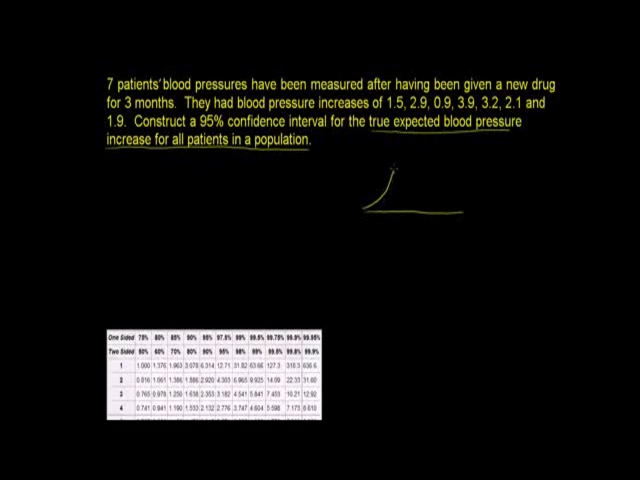 7 patients' blood pressures have been measured after having been given a new drug
for 3 months. They had blood pressure increases of 1.5, 2.9, 0.9, 3.9, 3.2, 2.1 and
1.9. Construct a 95% confidence interval for the true expected blood pressure
increase for all patients in a population.
One Sided 75% 80% 85% 90% 95% 97.5% 99% 99.5% 99.75% 99.9% 99.95%
Two Sided 50% 60% 70% 80% 90% 95% 98% 99% 99.5% 99.8% 99.9%
1 1.000 1.376 1.963 3.078 6.314 12.71 31.82 63.66 127.3 318.3 636.6
2 0.816 1.061 1.386 1.886 2.920 4.303 6.965 9.925 14.09 22.33 31.60
3 0.765 0.978 1.250 1.638 2.353 3.182 4.541 5.841 7.453 10.21 12.92
4 0.741 0.941 1.190 1.533 2.132 2.776 3.747 4.604 5.598 7.173 8.610